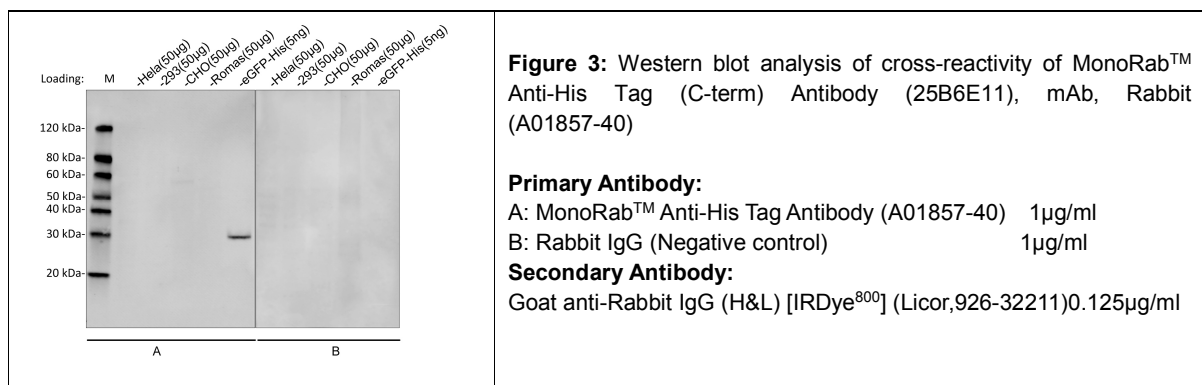 -Hela(50µg)
-293(50µg)
-CHO(50µg)
-Romas(50µg)
-eGFP-His(5ng)
-Hela(50µg)
-293(50µg)
-CHO(50µg)
-Romas(50µg)
-eGFP-His(5ng)
Loading: M
120 kDa-
80 kDa-
60 kDa-
50 kDa-
40 kDa-
30 kDa-
20 kDa-
A B
Figure 3: Western blot analysis of cross-reactivity of MonoRab™
Anti-His Tag (C-term) Antibody (25B6E11), mAb, Rabbit
(A01857-40)
Primary Antibody:
A: MonoRab™ Anti-His Tag Antibody (A01857-40) 1µg/ml
B: Rabbit IgG (Negative control) 1µg/ml
Secondary Antibody:
Goat anti-Rabbit IgG (H&L) [IRDye⁸⁰⁰] (Licor,926-32211)0.125µg/ml